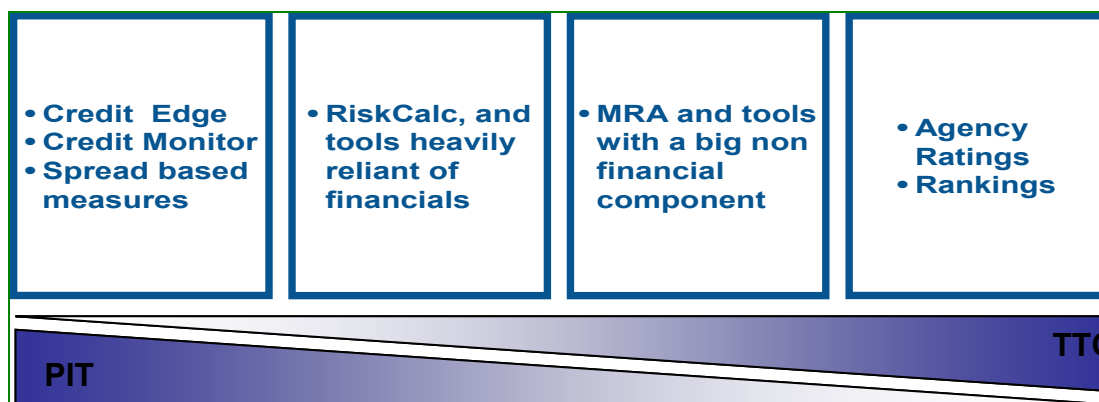 • Credit Edge
• Credit Monitor
• Spread based
measures
• RiskCalc, and
tools heavily
reliant of
financials
• MRA and tools
with a big non
financial
component
• Agency
Ratings
• Rankings
TTC
PIT